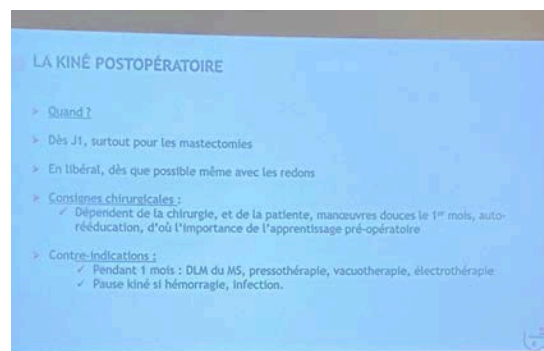 LA KINÉ POSTOPÉRATOIRE
➤ Quand ?
➤ Dès J1, surtout pour les mastectomies
➤ En libéral, dès que possible même avec les redons
➤ Consignes chirurgicales :
✓ Dépendent de la chirurgie, et de la patiente, manœuvres douces le 1er mois, auto-
rééducation, d'où l'importance de l'apprentissage pré-opératoire
➤ Contre-indications :
✓ Pendant 1 mois : DLM du MS, pressothérapie, vacuotherapie, électrothérapie
✓ Pause kiné si hémorragie, infection.